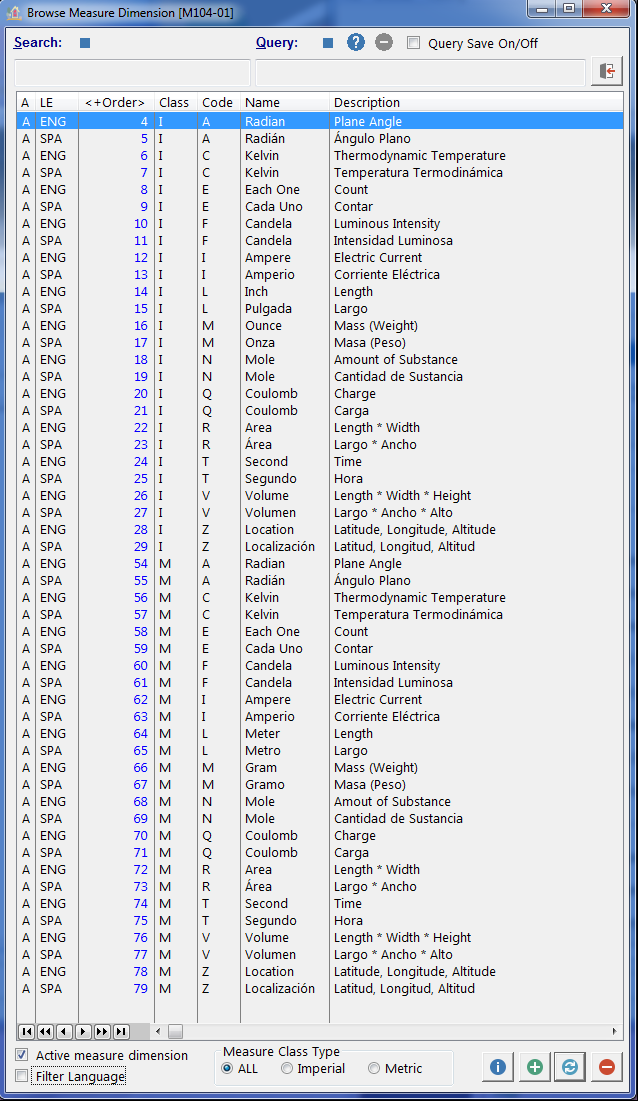 Browse Measure Dimension [M104-01]
Search: Query: ? Query Save On/Off
A LE <+Order> Class Code Name Description
A ENG 4 I A Radian Plane Angle
A SPA 5 I A Radián Ángulo Plano
A ENG 6 I C Kelvin Thermodynamic Temperature
A SPA 7 I C Kelvin Temperatura Termodinámica
A ENG 8 I E Each One Count
A SPA 9 I E Cada Uno Contar
A ENG 10 I F Candela Luminous Intensity
A SPA 11 I F Candela Intensidad Luminosa
A ENG 12 I I Ampere Electric Current
A SPA 13 I I Amperio Corriente Eléctrica
A ENG 14 I L Inch Length
A SPA 15 I L Pulgada Largo
A ENG 16 I M Ounce Mass (Weight)
A SPA 17 I M Onza Masa (Peso)
A ENG 18 I N Mole Amount of Substance
A SPA 19 I N Mole Cantidad de Sustancia
A ENG 20 I Q Coulomb Charge
A SPA 21 I Q Coulomb Carga
A ENG 22 I R Area Length * Width
A SPA 23 I R Área Largo * Ancho
A ENG 24 I T Second Time
A SPA 25 I T Segundo Hora
A ENG 26 I V Volume Length * Width * Height
A SPA 27 I V Volumen Largo * Ancho * Alto
A ENG 28 I Z Location Latitude, Longitude, Altitude
A SPA 29 I Z Localización Latitud, Longitud, Altitud
A ENG 54 M A Radian Plane Angle
A SPA 55 M A Radián Ángulo Plano
A ENG 56 M C Kelvin Thermodynamic Temperature
A SPA 57 M C Kelvin Temperatura Termodinámica
A ENG 58 M E Each One Count
A SPA 59 M E Cada Uno Contar
A ENG 60 M F Candela Luminous Intensity
A SPA 61 M F Candela Intensidad Luminosa
A ENG 62 M I Ampere Electric Current
A SPA 63 M I Amperio Corriente Eléctrica
A ENG 64 M L Meter Length
A SPA 65 M L Metro Largo
A ENG 66 M M Gram Mass (Weight)
A SPA 67 M M Gramo Masa (Peso)
A ENG 68 M N Mole Amout of Substance
A SPA 69 M N Mole Cantidad de Sustancia
A ENG 70 M Q Coulomb Charge
A SPA 71 M Q Coulomb Carga
A ENG 72 M R Area Length * Width
A SPA 73 M R Área Largo * Ancho
A ENG 74 M T Second Time
A SPA 75 M T Segundo Hora
A ENG 76 M V Volume Length * Width * Height
A SPA 77 M V Volumen Largo * Ancho * Alto
A ENG 78 M Z Location Latitude, Longitude, Altitude
A SPA 79 M Z Localización Latitud, Longitud, Altitud
Measure Class Type
Active measure dimension ALL Imperial Metric
Filter Language